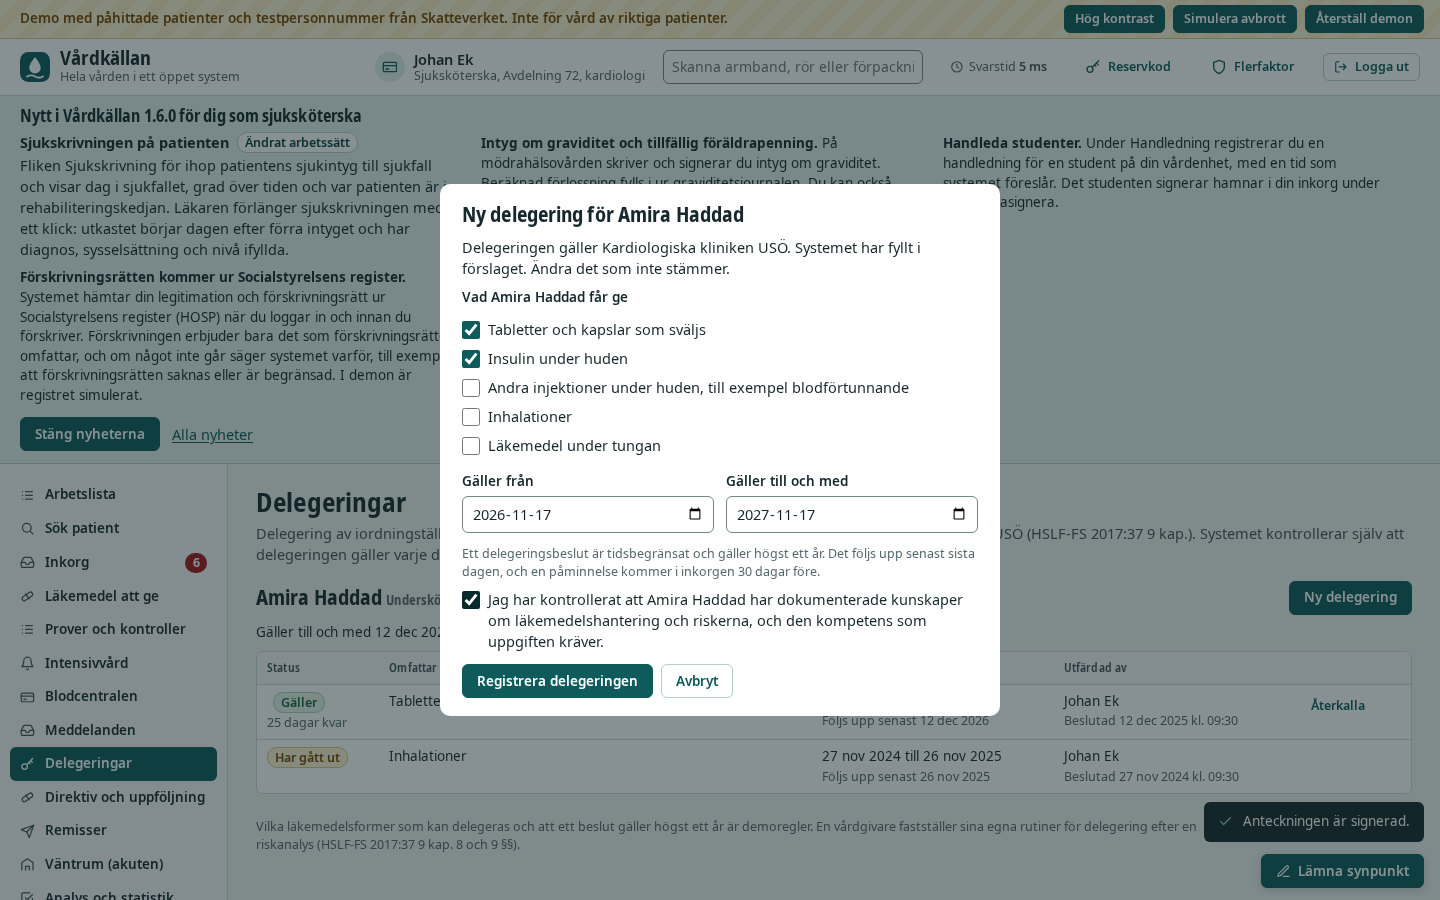 Demo med påhittade patienter och testpersonnummer från Skatteverket. Inte för vård av riktiga patienter.
Hög kontrast
Simulera avbrott
Återställ demon
Vårdkällan
Hela vården i ett öppet system
Johan Ek
Sjuksköterska, Avdelning 72, kardiologi
Skanna armband, rör eller förpackni
Svarstid 5 ms
Reservkod
Flerfaktor
Logga ut
Nytt i Vårdkällan 1.6.0 för dig som sjuksköterska
Sjukskrivningen på patienten
Ändrat arbetssätt
Fliken Sjukskrivning för ihop patientens sjukintyg till sjukfall
och visar dag i sjukfallet, grad över tiden och var patienten är i
rehabiliteringskedjan. Läkaren förlänger sjukskrivningen med
ett klick: utkastet börjar dagen efter förra intyget och har
diagnos, sysselsättning och nivå ifyllda.
Förskrivningsrätten kommer ur Socialstyrelsens register.
Systemet hämtar din legitimation och förskrivningsrätt ur
Socialstyrelsens register (HOSP) när du loggar in och innan du
förskriver. Förskrivningen erbjuder bara det som
omfattar, och om något inte går säger systemet varför, till
att förskrivningsrätten saknas eller är begränsad. I demon är
registret simulerat.
Stäng nyheterna
Alla nyheter
Intyg om graviditet och tillfällig föräldrapenning. På
mödrahälsovården skriver och signerar du intyg om graviditet.
Beräknad förlossning fylls i ur graviditetsjournalen. Du kan också
Handleda studenter. Under Handledning registrerar du en
handledning för en student på din vårdenhet, med en tid som
systemet föreslår. Det studenten signerar hamnar i din inkorg under
Ny delegering för Amira Haddad
Delegeringen gäller Kardiologiska kliniken USÖ. Systemet har fyllt i
förslaget. Ändra det som inte stämmer.
Vad Amira Haddad får ge
Tabletter och kapslar som sväljs
Insulin under huden
Andra injektioner under huden, till exempel blodförtunnande
Inhalationer
Läkemedel under tungan
Gäller från
Gäller till och med
2026-11-17
2027-11-17
Ett delegeringsbeslut är tidsbegränsat och gäller högst ett år. Det följs upp senast sista
dagen, och en påminnelse kommer i inkorgen 30 dagar före.
Jag har kontrollerat att Amira Haddad har dokumenterade kunskaper
om läkemedelshantering och riskerna, och den kompetens som
uppgiften kräver.
Registrera delegeringen
Avbryt
Arbetslista
Sök patient
Inkorg
6
Läkemedel att ge
Prover och kontroller
Intensivvård
Blodcentralen
Meddelanden
Delegeringar
Direktiv och uppföljning
Remisser
Väntrum (akuten)
Analys och statistik
Delegeringar
Delegering av
USÖ (HSLF-FS 2017:37 9 kap.). Systemet kontrollerar själv att
delegeringen gäller varje
Amira Haddad
Ny delegering
Gäller till och med 12 dec
Status
Omfattar
Utfärdad av
Gäller
25 dagar kvar
Följs upp senast 12 dec 2026
Johan Ek
Beslutad 12 dec 2025 kl. 09:30
Återkalla
Har gått ut
Inhalationer
27 nov 2024 till 26 nov 2025
Följs upp senast 26 nov 2025
Johan Ek
Beslutad 27 nov 2024 kl. 09:30
Vilka läkemedelsformer som kan delegeras och att ett beslut gäller högst ett år är demoregler. En vårdgivare fastställer sina egna rutiner för delegering efter en
riskanalys (HSLF-FS 2017:37 9 kap. 8 och 9 §§).
Anteckningen är signerad.
Lämna synpunkt